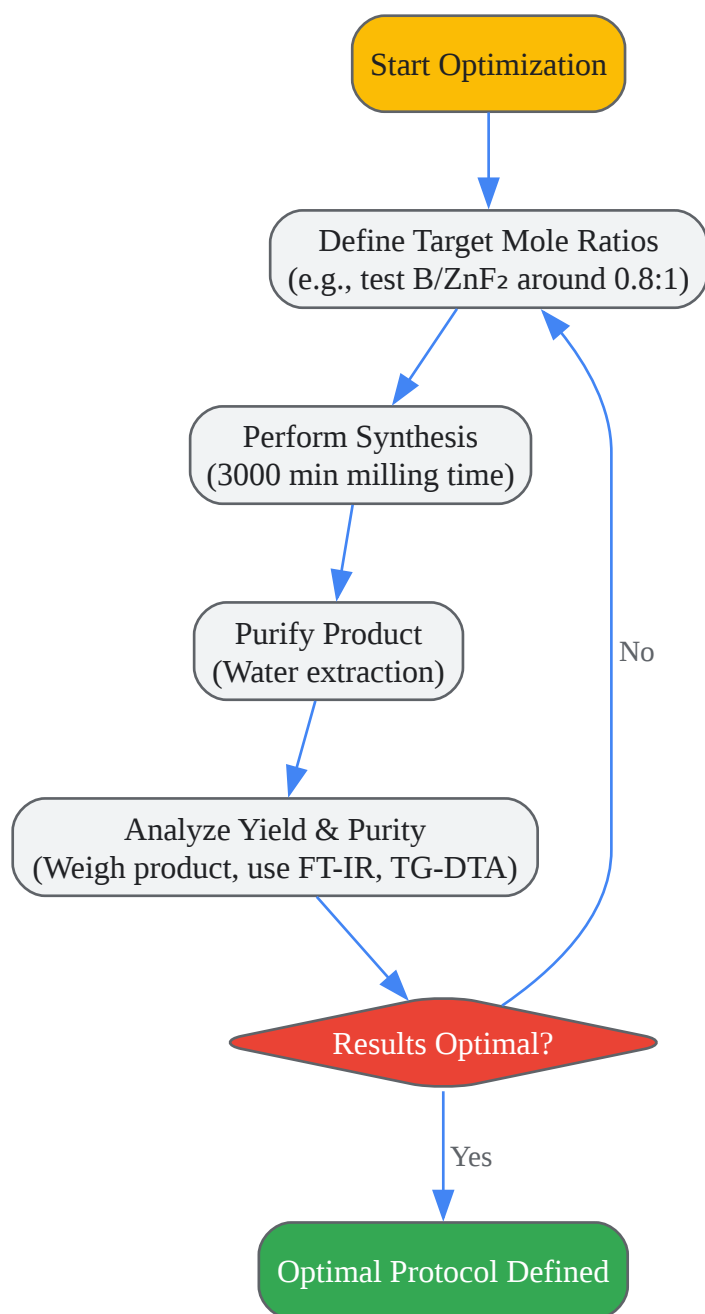 Start Optimization
Define Target Mole Ratios
(e.g., test B/ZnF₂ around 0.8:1)
Perform Synthesis
(3000 min milling time)
Purify Product
(Water extraction)
No
Analyze Yield & Purity
(Weigh product, use FT-IR, TG-DTA)
Results Optimal?
Yes
Optimal Protocol Defined